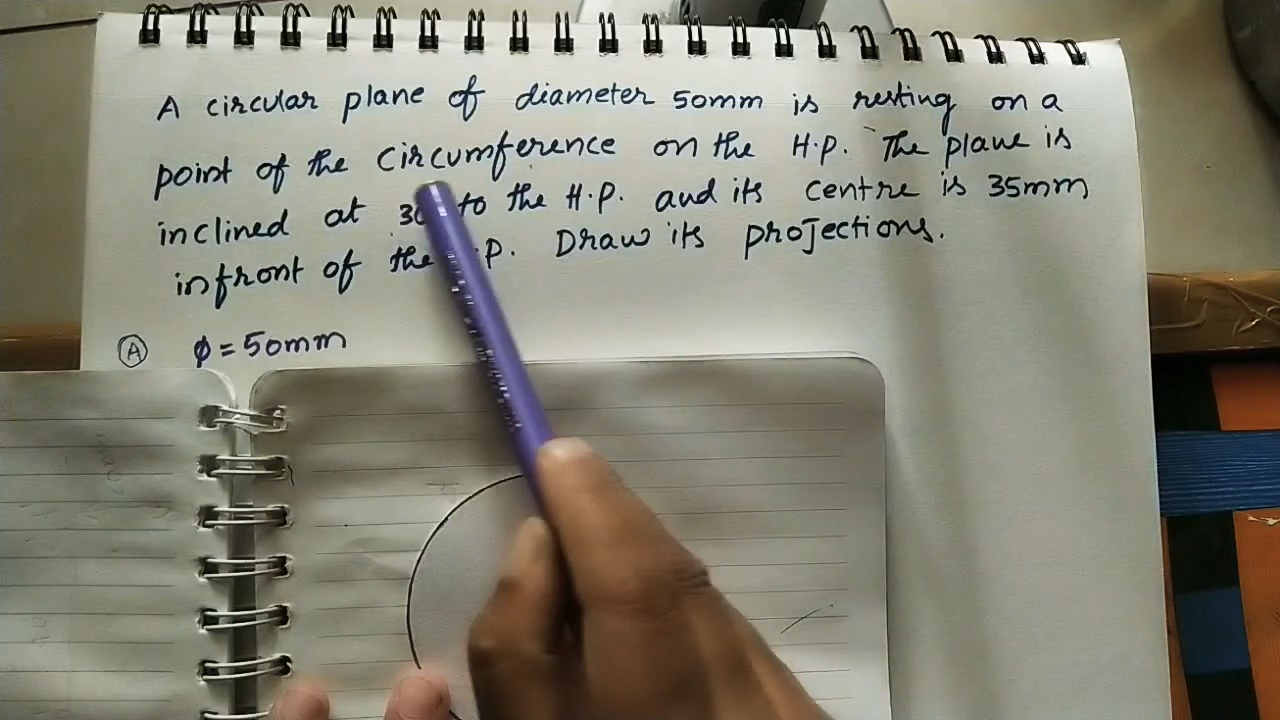 A circular plane of diameter 50mm is resting on a
point of the circumference on the H.P. The plane is
inclined at to the H.P. and its centre is 35mm
infront of the P. Draw its projections.
A φ = 50mm